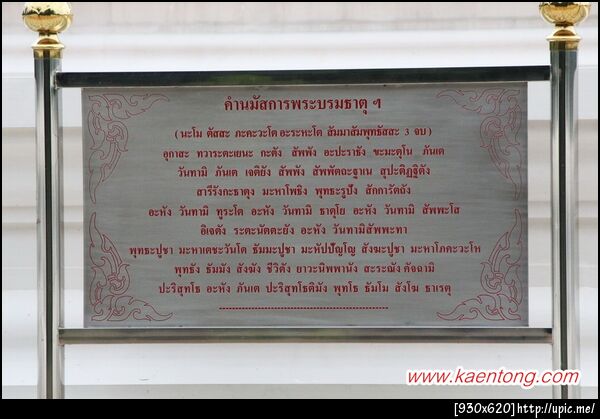 คำนมัสการพระบรมธาตุ ฯ
( นะโม ตัสสะ ภะคะวะโต อะระหะโต สัมมาสัมพุทธัสสะ 3 จบ )
อุกาสะ ทวาระตะเยนะ กะตัง สัพพัง อะปะราธัง ขะมะตุโน ภันเต
วันทามิ ภันเต เจติยัง สัพพัง สัพพัตถะฐาเน สุปะติฏฐิตัง
สารีริงกะธาตุง มะหาโพธิง พุทธะรูปัง สักการัตถัง
อะหัง วันทามิ ทูระโต อะหัง วันทามิ ธาตุโย อะหัง วันทามิ สัพพะโส
อิเจตัง ระตะนัตตะยัง อะหัง วันทามิสัพพะทา
พุทธะปูชา มะหาเตชะวันโต ธัมมะปูชา มะหัปปัญโญ สังฆะปูชา มะหาโภคะวะโห
พุทธัง ธัมมัง สังฆัง ชีวิตัง ยาวะนิพพานัง สะระณัง คัจฉามิ
ปะริสุทโธ อะหัง ภันเต ปะริสุทโธติมัง พุทโธ ธัมโม สังโฆ ธาเรตุ
www.kaentong.com
[930x620]http://upic.me/